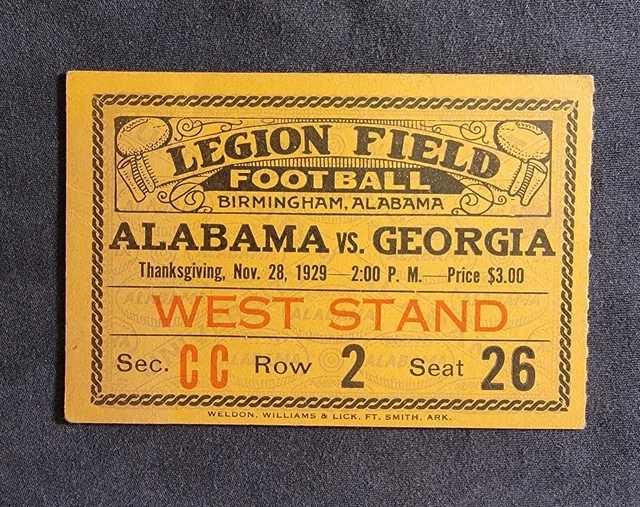 LEGION FIELD
FOOTBALL
BIRMINGHAM, ALABAMA
ALABAMA VS. GEORGIA
Thanksgiving, Nov. 28, 1929—2:00 P. M.—Price $3.00
WEST STAND
Sec. CC Row 2 Seat 26
WELDON, WILLIAMS & LICK, FT. SMITH, ARK.